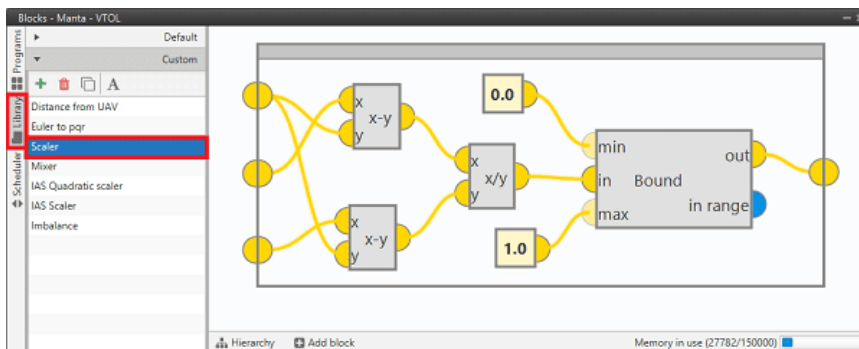 Blocks - Manta - VTOL
Programs
Library
Scheduler
Default
Custom
A
Distance from UAV
Euler to pqr
Scaler
Mixer
IAS Quadratic scaler
IAS Scaler
Imbalance
x
y
x-y
0.0
x
y
x/y
min
in
max
Bound
out
in range
x
y
x-y
1.0
Hierarchy
Add block
Memory in use (27782/150000)